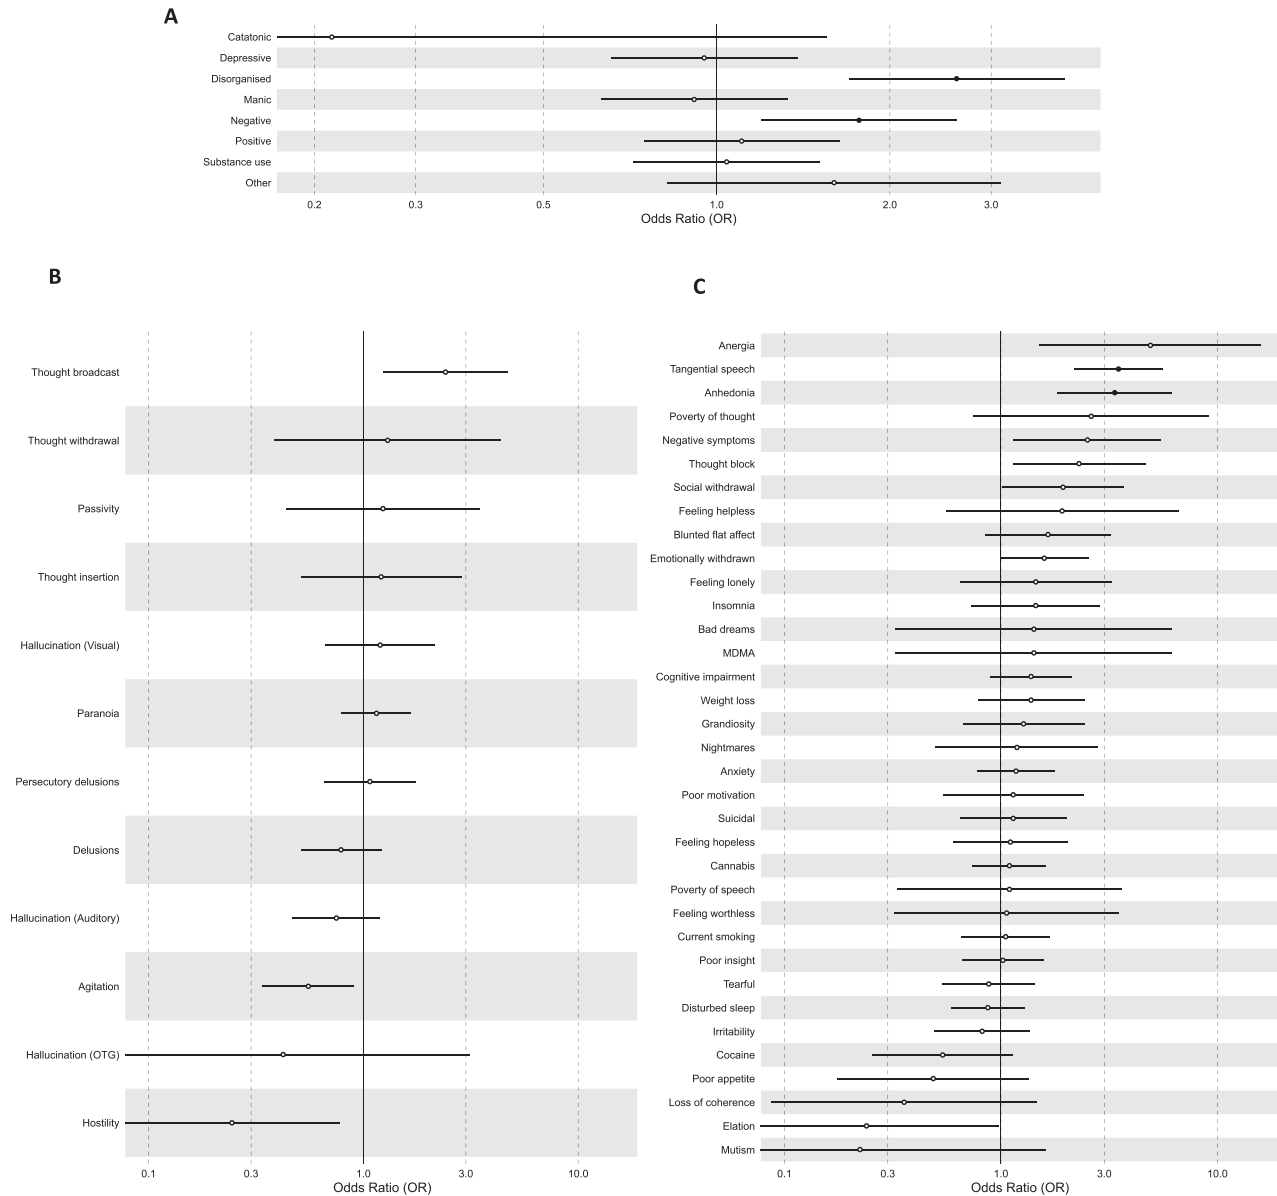 A
Catatonic
Depressive
Disorganised
Manic
Negative
Positive
Substance use
Other
0.2 0.3 0.5 1.0 2.0 3.0
Odds Ratio (OR)
B
Thought broadcast
Thought withdrawal
Passivity
Thought insertion
Hallucination (Visual)
Paranoia
Persecutory delusions
Delusions
Hallucination (Auditory)
Agitation
Hallucination (OTG)
Hostility
0.1 0.3 1.0 3.0 10.0
Odds Ratio (OR)
C
Anergia
Tangential speech
Anhedonia
Poverty of thought
Negative symptoms
Thought block
Social withdrawal
Feeling helpless
Blunted flat affect
Emotionally withdrawn
Feeling lonely
Insomnia
Bad dreams
MDMA
Cognitive impairment
Weight loss
Grandiosity
Nightmares
Anxiety
Poor motivation
Suicidal
Feeling hopeless
Cannabis
Poverty of speech
Feeling worthless
Current smoking
Poor insight
Tearful
Disturbed sleep
Irritability
Cocaine
Poor appetite
Loss of coherence
Elation
Mutism
0.1 0.3 1.0 3.0 10.0
Odds Ratio (OR)